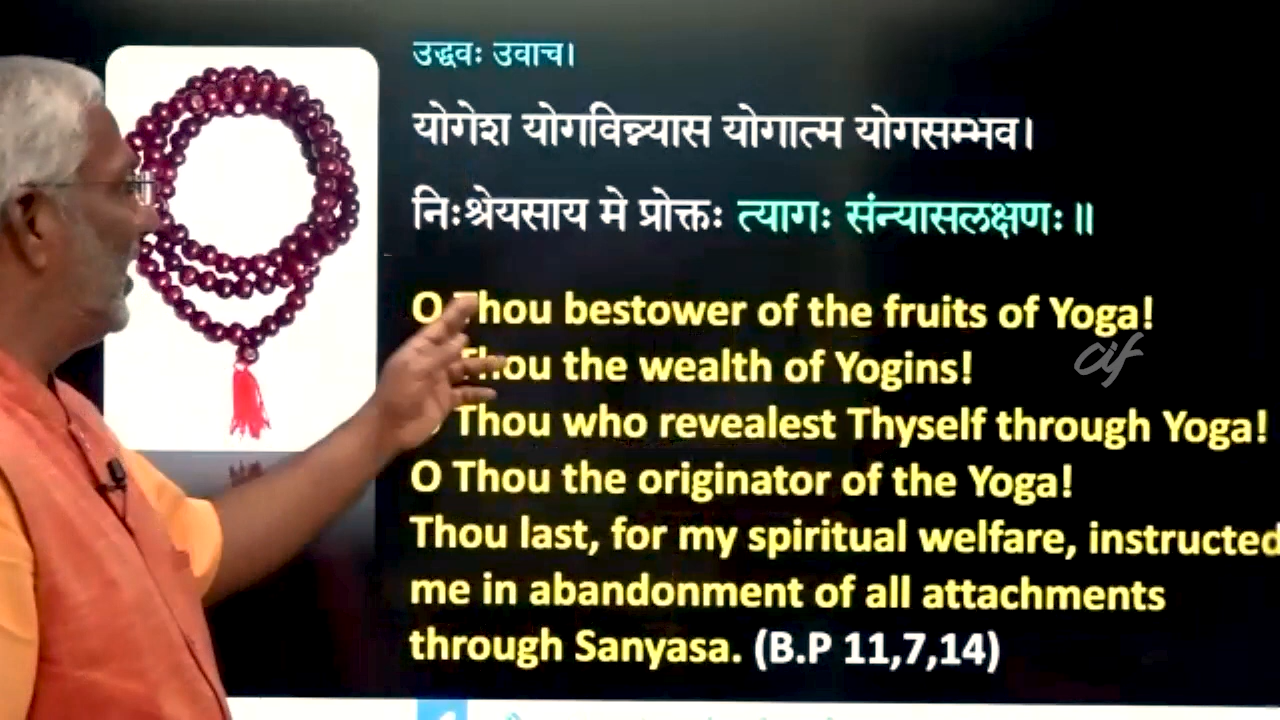 उद्धवः उवाच।
योगेश योगविन्न्यास योगात्म योगसम्भव।
निःश्रेयसाय मे प्रोक्तः त्यागः संन्यासलक्षणः॥
O Thou bestower of the fruits of Yoga!
Thou the wealth of Yogins!
Thou who revealest Thyself through Yoga!
O Thou the originator of the Yoga!
Thou last, for my spiritual welfare, instructed
me in abandonment of all attachments
through Sanyasa. (B.P 11,7,14)
cif